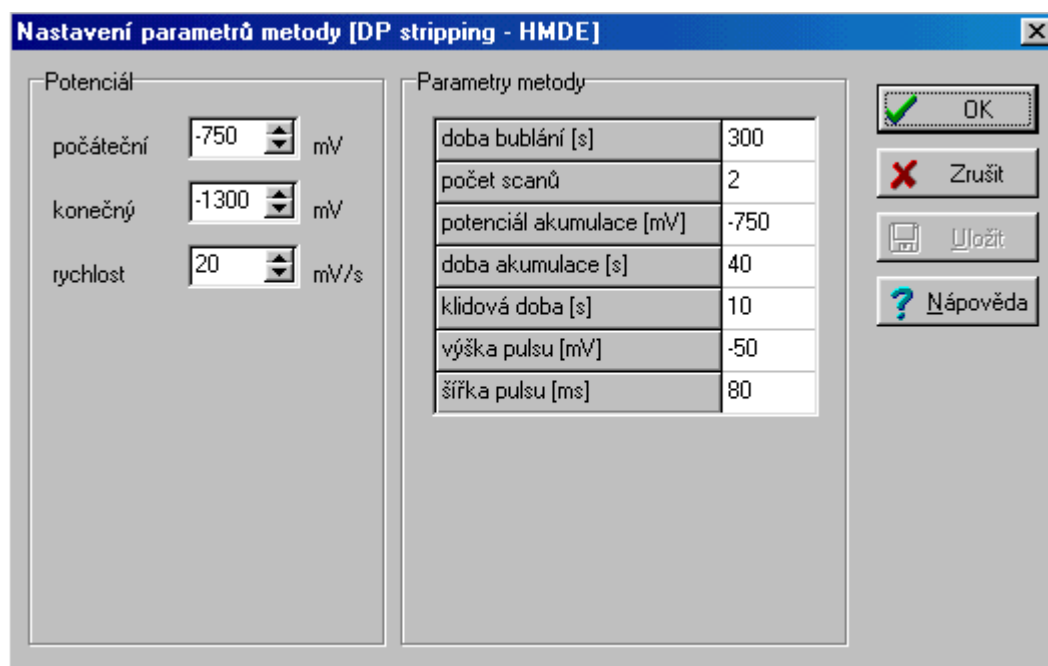 Nastavení parametrů metody [DP stripping - HMDE]
Potenciál
počáteční -750 mV
konečný -1300 mV
rychlost 20 mV/s
Parametry metody
doba bublání [s] 300
počet scanů 2
potenciál akumulace [mV] -750
doba akumulace [s] 40
klidová doba [s] 10
výška pulsu [mV] -50
šířka pulsu [ms] 80
OK
Zrušit
Uložit
Nápověda